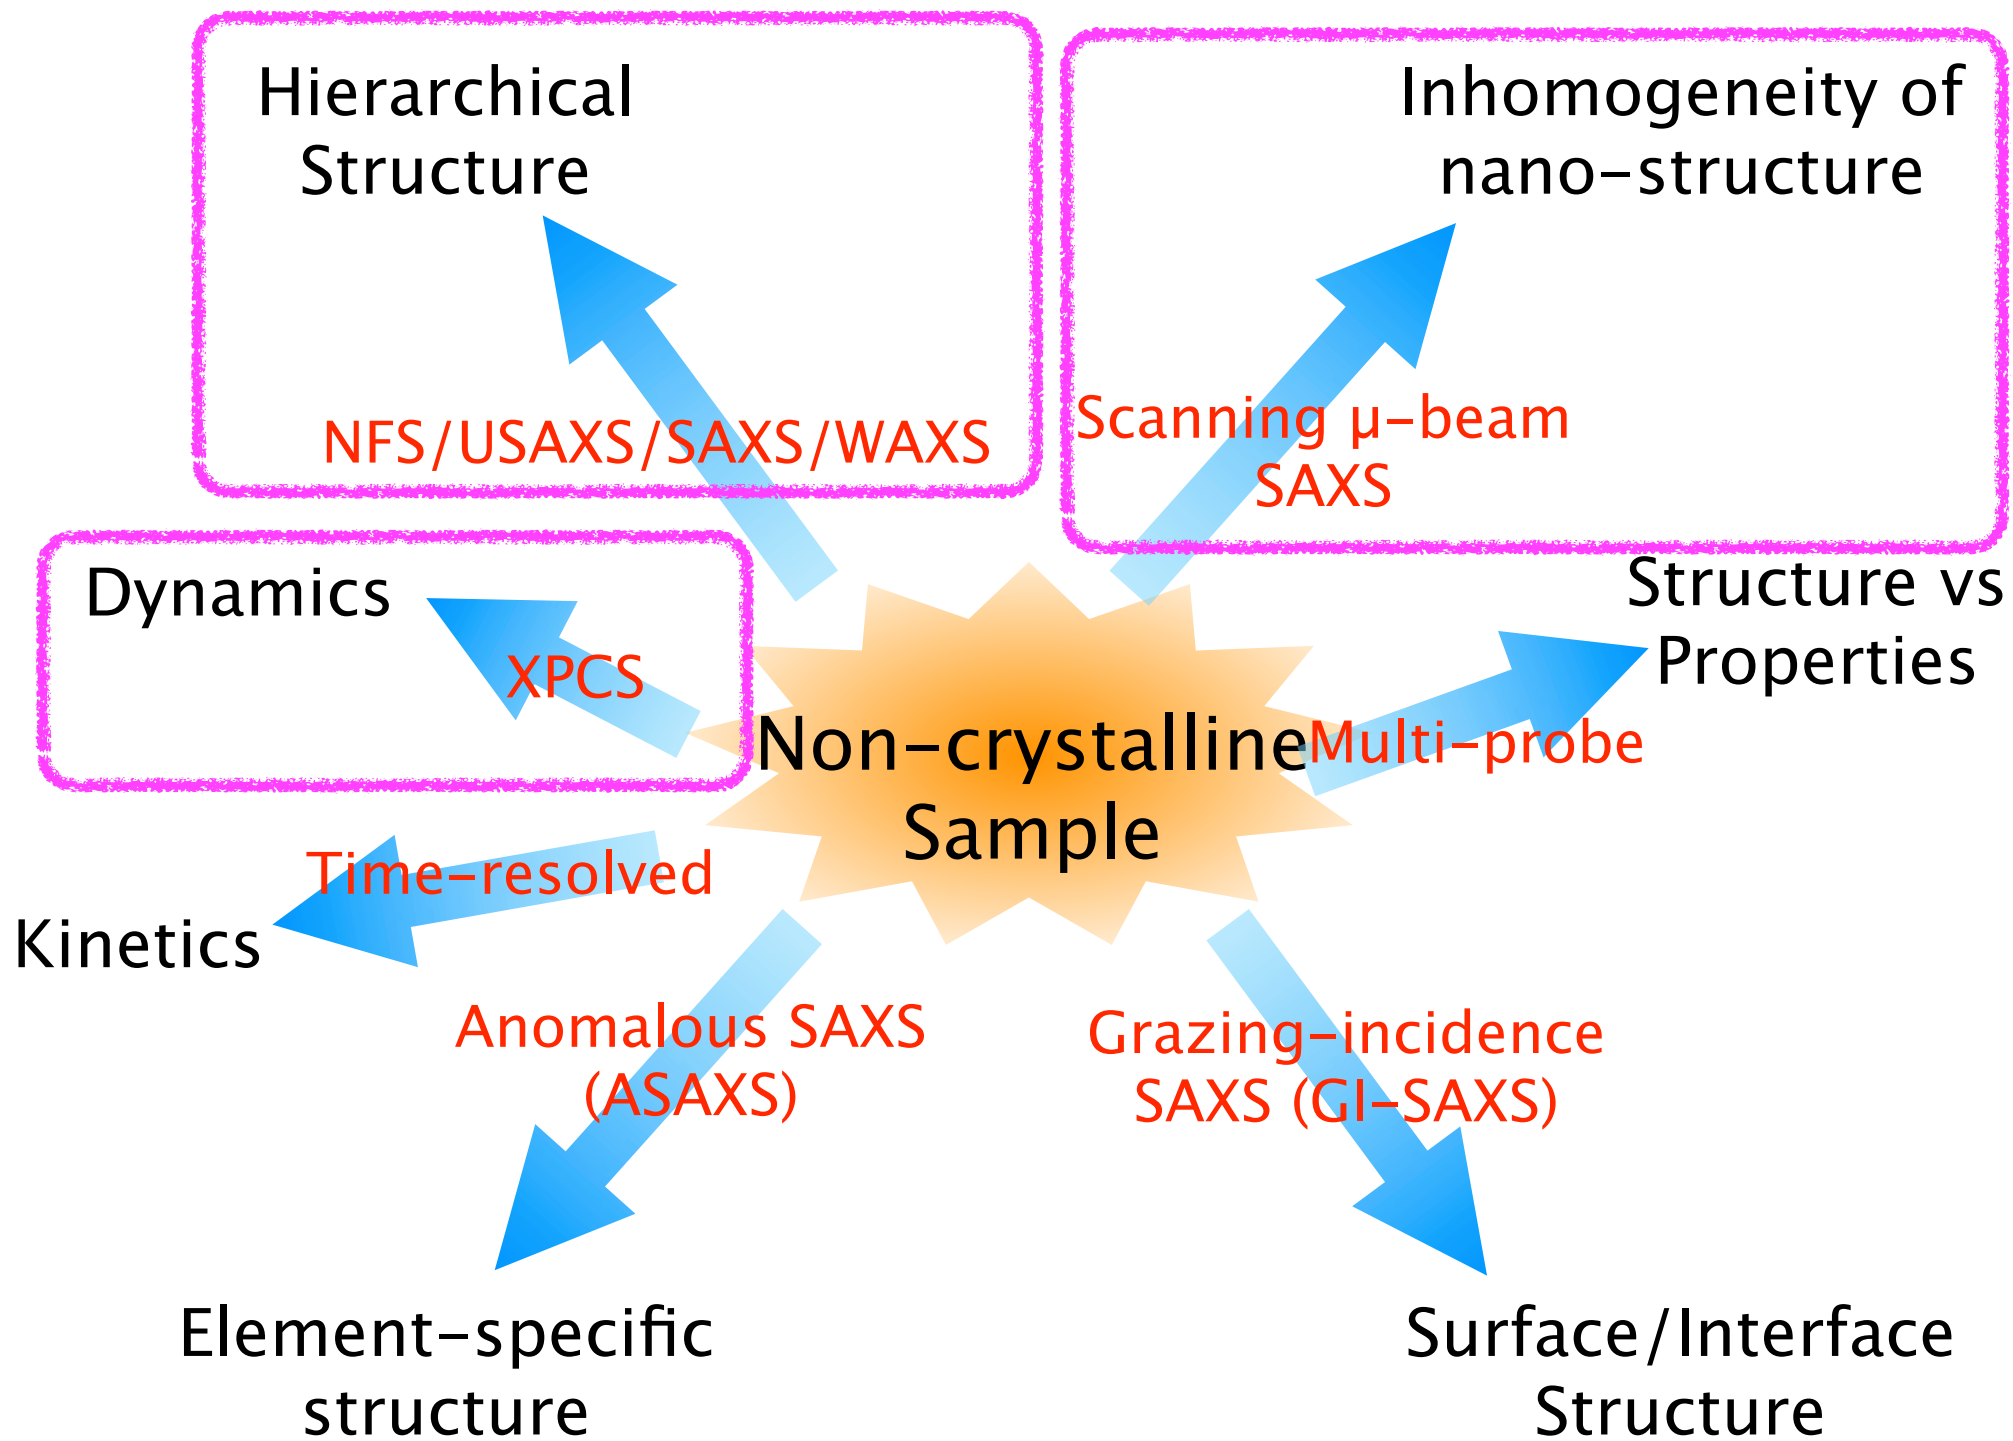 Hierarchical
Structure
NFS/USAXS/SAXS/WAXS
Inhomogeneity of
nano-structure
Scanning μ-beam
SAXS
Dynamics
XPCS
Structure vs
Properties
Multi-probe
Non-crystalline
Sample
Time-resolved
Kinetics
Anomalous SAXS
(ASAXS)
Element-specific
structure
Grazing-incidence
SAXS (GI-SAXS)
Surface/Interface
Structure